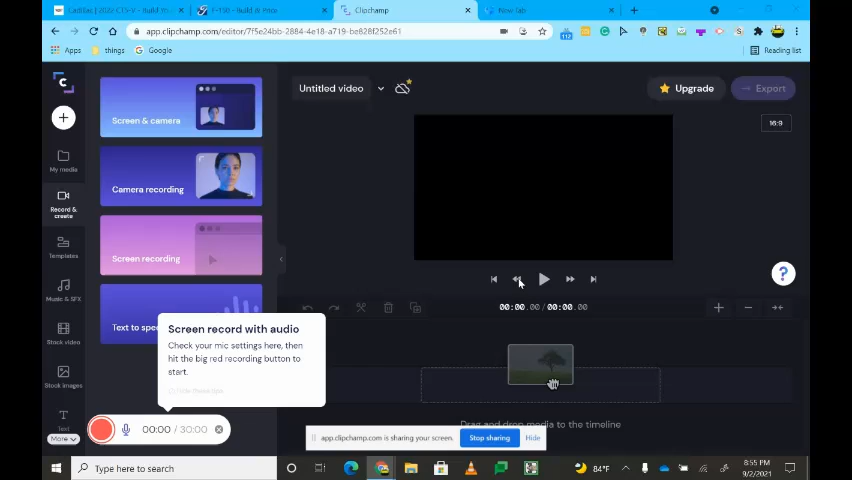 Cadillac | 2022 CT5-V - Build Your
F-150 - Build & Price
Clipchamp
New Tab
app.clipchamp.com/editor/7f5e24bb-2884-4e18-a719-be828f252e61
112
Apps
things
Google
Reading list
Untitled video
Upgrade
Export
16:9
Screen & camera
My media
Camera recording
Record &
create
Templates
Screen recording
Music & SFX
Text to spe
Screen record with audio
Check your mic settings here, then
hit the big red recording button to
start.
Stock video
Stock images
Text
More
00:00 / 30:00
00:00.00 / 00:00.00
Drag and drop media to the timeline
app.clipchamp.com is sharing your screen.
Stop sharing
Hide
Type here to search
84°F
8:55 PM
9/2/2021